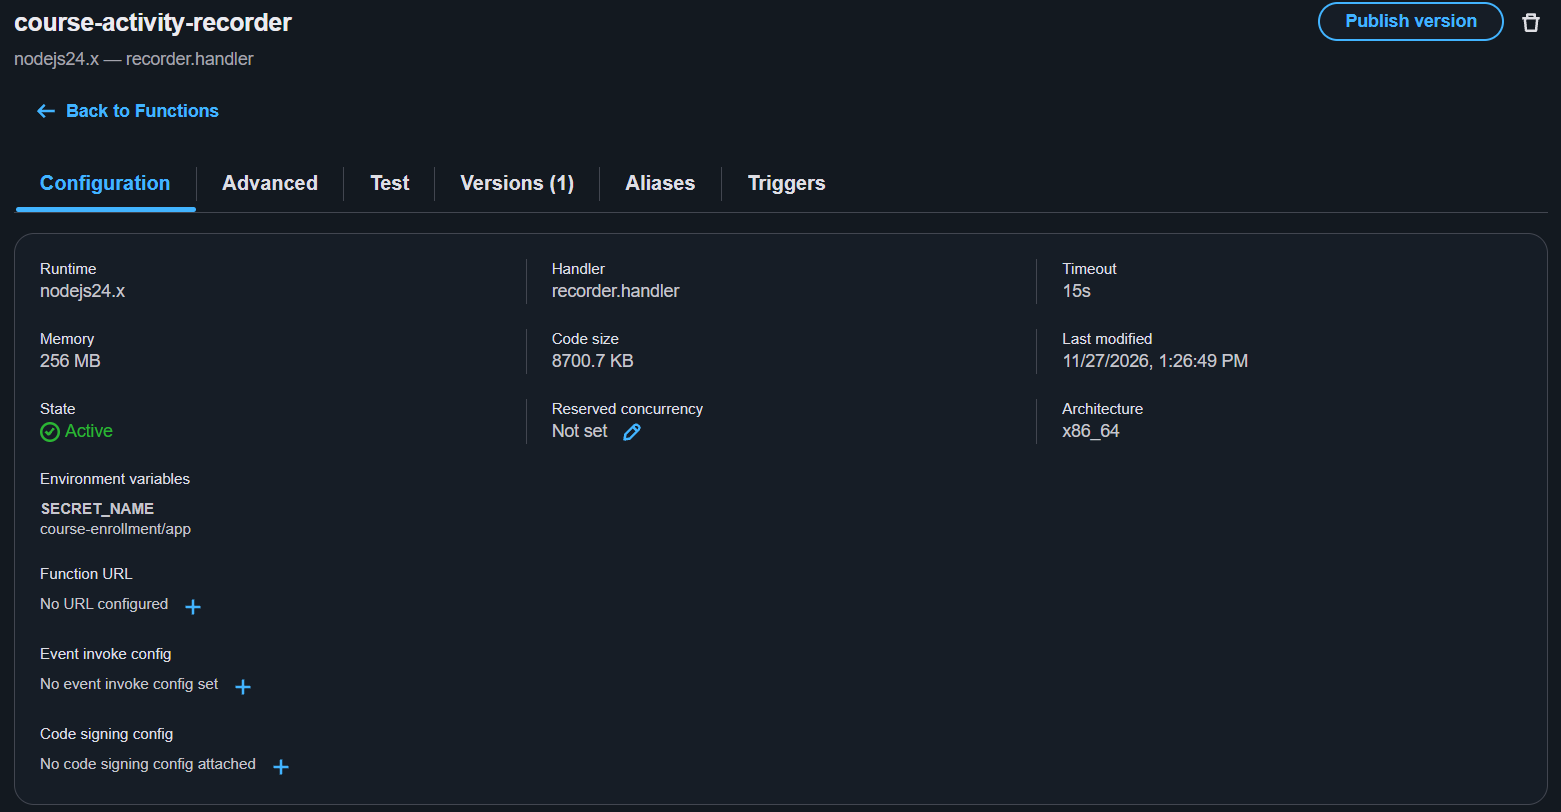 course-activity-recorder
Publish version
nodejs24.x — recorder.handler
Back to Functions
Configuration
Advanced
Test
Versions (1)
Aliases
Triggers
Runtime
nodejs24.x
Handler
recorder.handler
Timeout
15s
Memory
256 MB
Code size
8700.7 KB
Last modified
11/27/2026, 1:26:49 PM
State
Active
Reserved concurrency
Not set
Architecture
x86_64
Environment variables
SECRET_NAME
course-enrollment/app
Function URL
No URL configured
Event invoke config
No event invoke config set
Code signing config
No code signing config attached